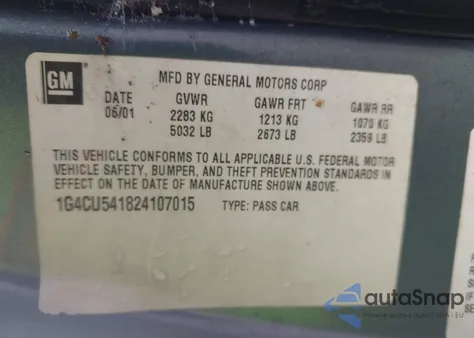 GM
MFD BY GENERAL MOTORS CORP
DATE GVWR GAWR FRT GAWR RR
06/01 2283 KG 1213 KG 1070 KG
5032 LB 2673 LB 2359 LB
THIS VEHICLE CONFORMS TO ALL APPLICABLE U.S. FEDERAL MOTOR
VEHICLE SAFETY, BUMPER, AND THEFT PREVENTION STANDARDS IN
EFFECT ON THE DATE OF MANUFACTURE SHOWN ABOVE.
1G4CU541824107015 TYPE: PASS CAR
autoSnap